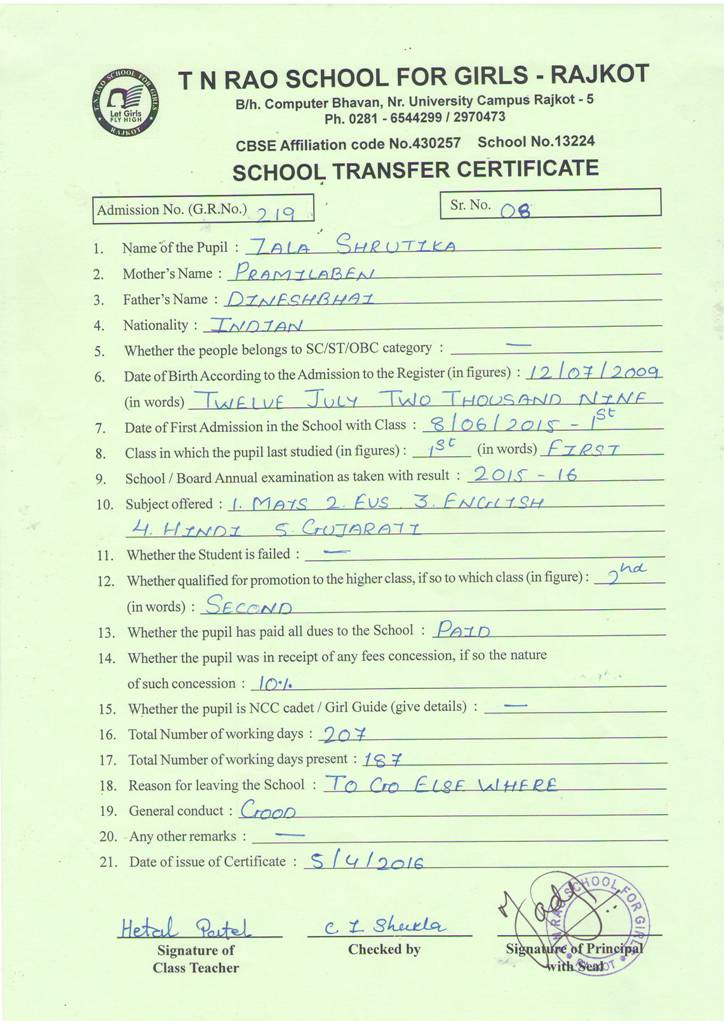 T. N. RAO SCHOOL FOR GIRLS
Let Girls
FLY HIGH
RAJKOT
T N RAO SCHOOL FOR GIRLS - RAJKOT
B/h. Computer Bhavan, Nr. University Campus Rajkot - 5
Ph. 0281 - 6544299 / 2970473
CBSE Affiliation code No.430257 School No.13224
SCHOOL TRANSFER CERTIFICATE
Admission No. (G.R.No.) 219 Sr. No. 08
1. Name of the Pupil : ZALA SHRUTIKA
2. Mother's Name : PRAMILABEN
3. Father's Name : DINESHBHAI
4. Nationality : INDIAN
5. Whether the people belongs to SC/ST/OBC category : —
6. Date of Birth According to the Admission to the Register (in figures) : 12/07/2009
(in words) TWELVE JULY TWO THOUSAND NINE
7. Date of First Admission in the School with Class : 8/06/2015 - 1st
8. Class in which the pupil last studied (in figures) : 1st (in words) FIRST
9. School / Board Annual examination as taken with result : 2015 - 16
10. Subject offered : 1. MATS 2. EVS 3. ENGLISH
4. HINDI 5. GUJARATI
11. Whether the Student is failed : —
12. Whether qualified for promotion to the higher class, if so to which class (in figure) : 2nd
(in words) : SECOND
13. Whether the pupil has paid all dues to the School : PAID
14. Whether the pupil was in receipt of any fees concession, if so the nature
of such concession : 10%
15. Whether the pupil is NCC cadet / Girl Guide (give details) : —
16. Total Number of working days : 207
17. Total Number of working days present : 187
18. Reason for leaving the School : TO GO ELSE WHERE
19. General conduct : GOOD
20. Any other remarks : —
21. Date of issue of Certificate : 5/4/2016
Hetal Patel C I Shukla
Signature of Class Teacher
Checked by
Signature of Principal
with Seal
T N RAO SCHOOL FOR GIRLS
RAJKOT